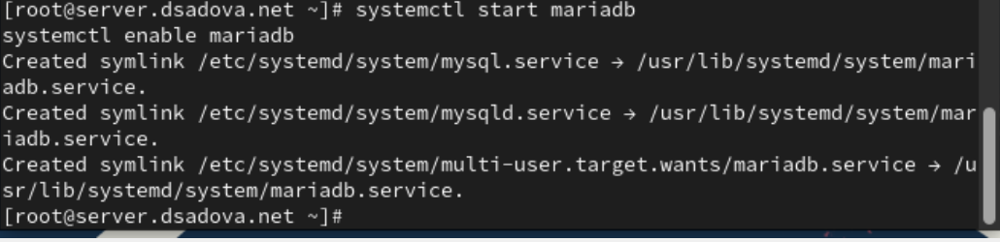 [root@server.dsadova.net ~]# systemctl start mariadb
systemctl enable mariadb
Created symlink /etc/systemd/system/mysql.service → /usr/lib/systemd/system/mari
adb.service.
Created symlink /etc/systemd/system/mysqld.service → /usr/lib/systemd/system/mar
iadb.service.
Created symlink /etc/systemd/system/multi-user.target.wants/mariadb.service → /u
sr/lib/systemd/system/mariadb.service.
[root@server.dsadova.net ~]#